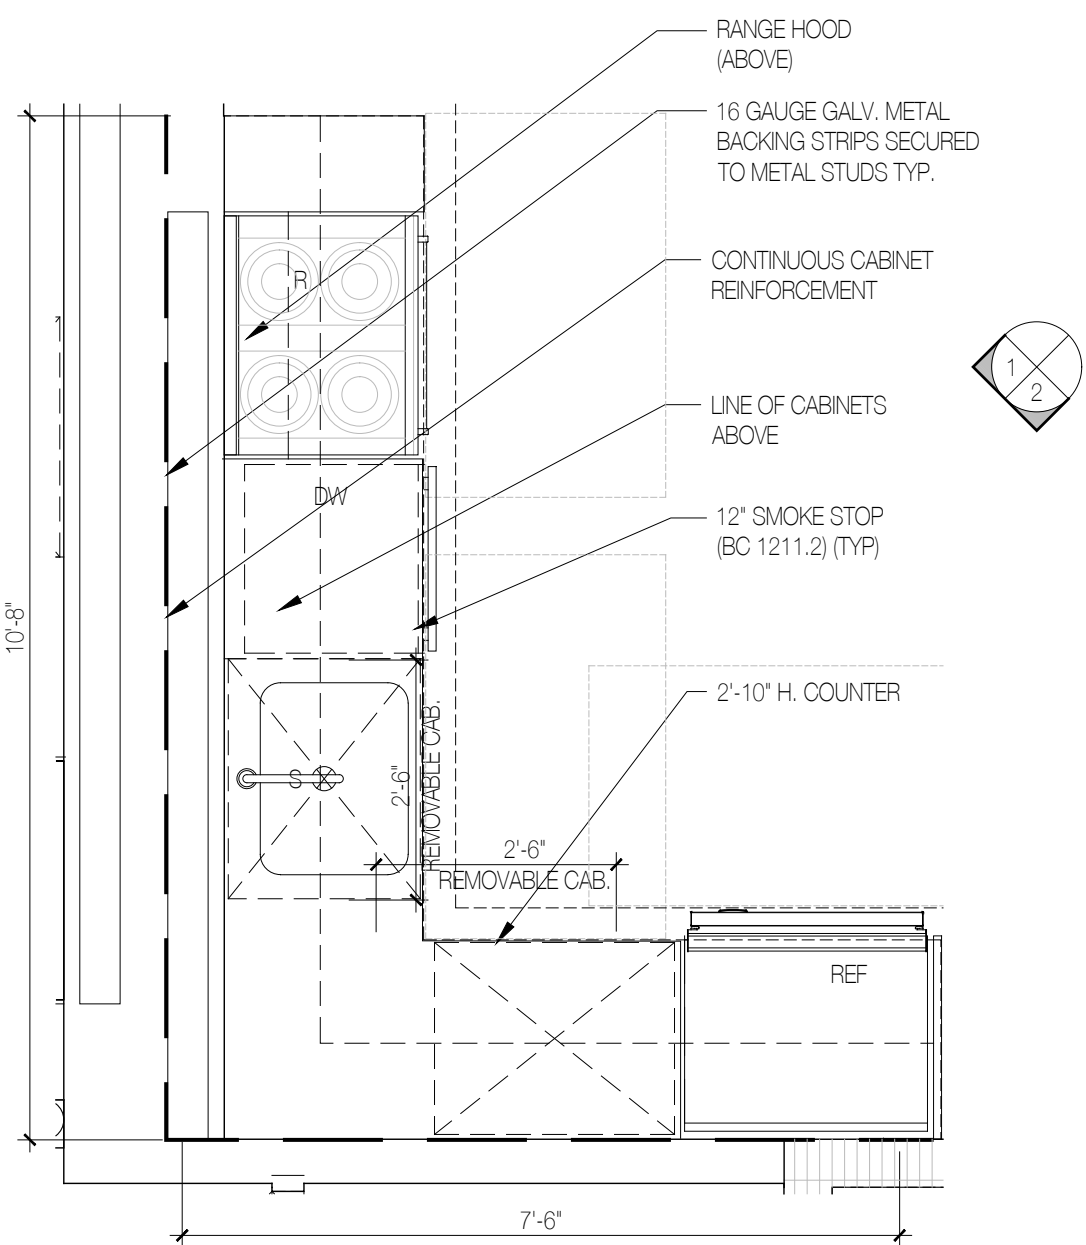 RANGE HOOD
(ABOVE)
16 GAUGE GALV. METAL
BACKING STRIPS SECURED
TO METAL STUDS TYP.
R
CONTINUOUS CABINET
REINFORCEMENT
1
2
LINE OF CABINETS
ABOVE
DW
12" SMOKE STOP
(BC 1211.2) (TYP)
10'-8"
2'-10" H. COUNTER
S
2'-6"
REMOVABLE CAB.
2'-6"
REMOVABLE CAB.
REF
7'-6"